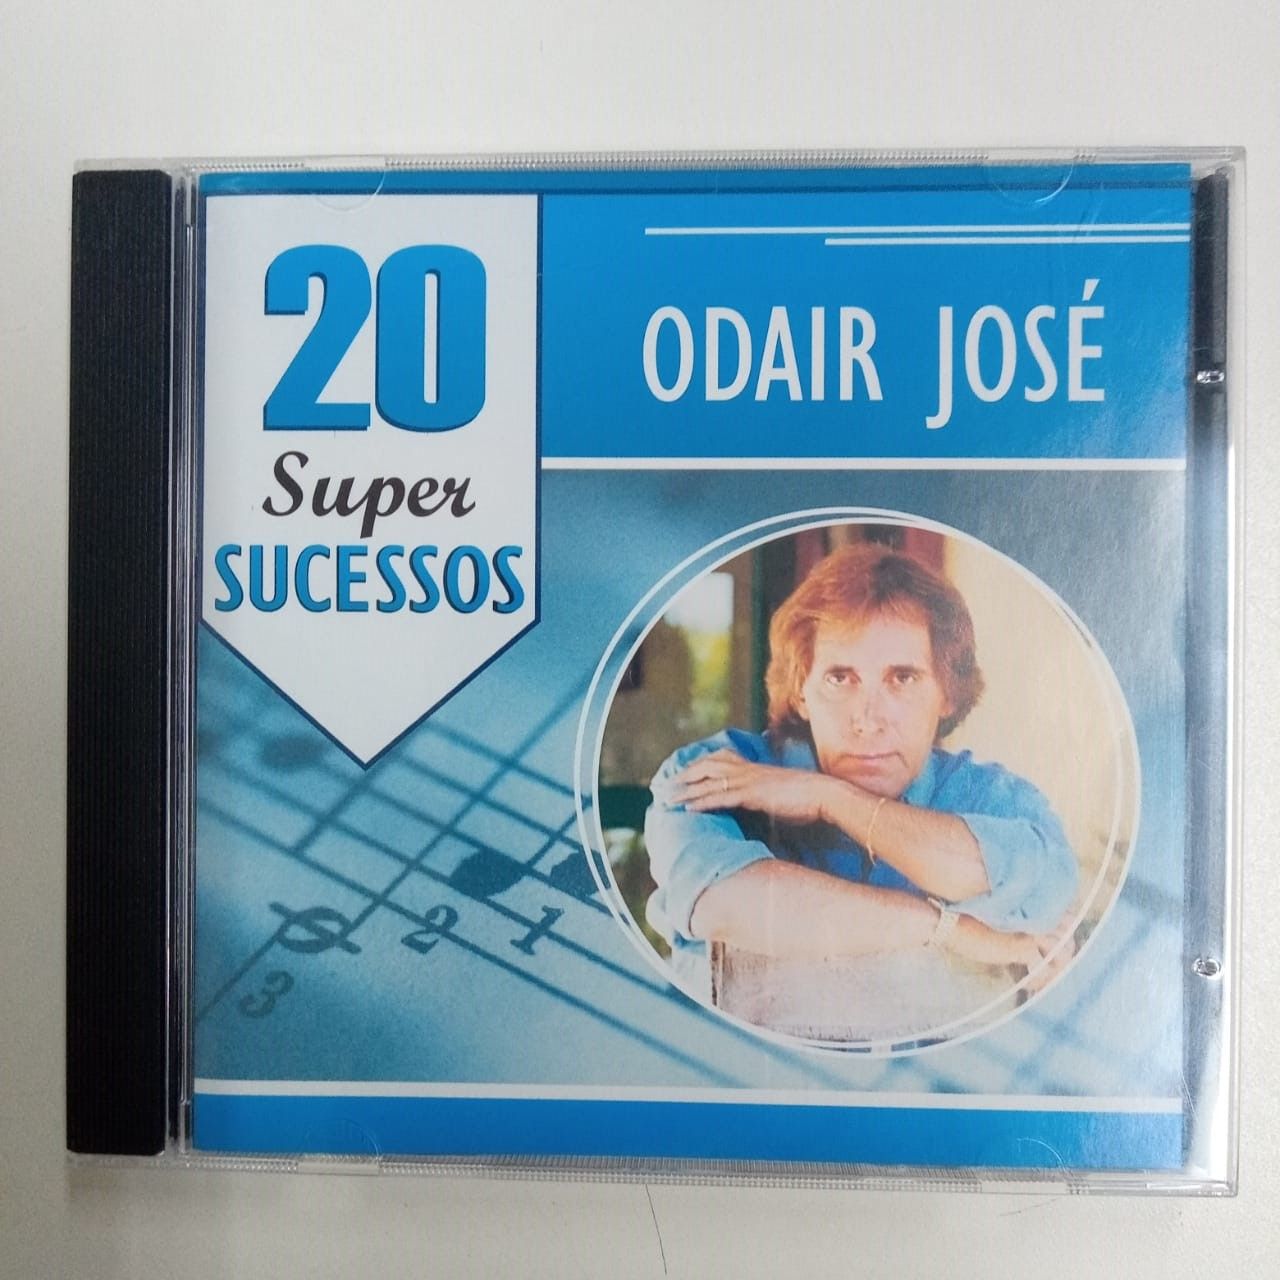 20
Super
SUCESSOS
ODAIR JOSÉ
2 1
3